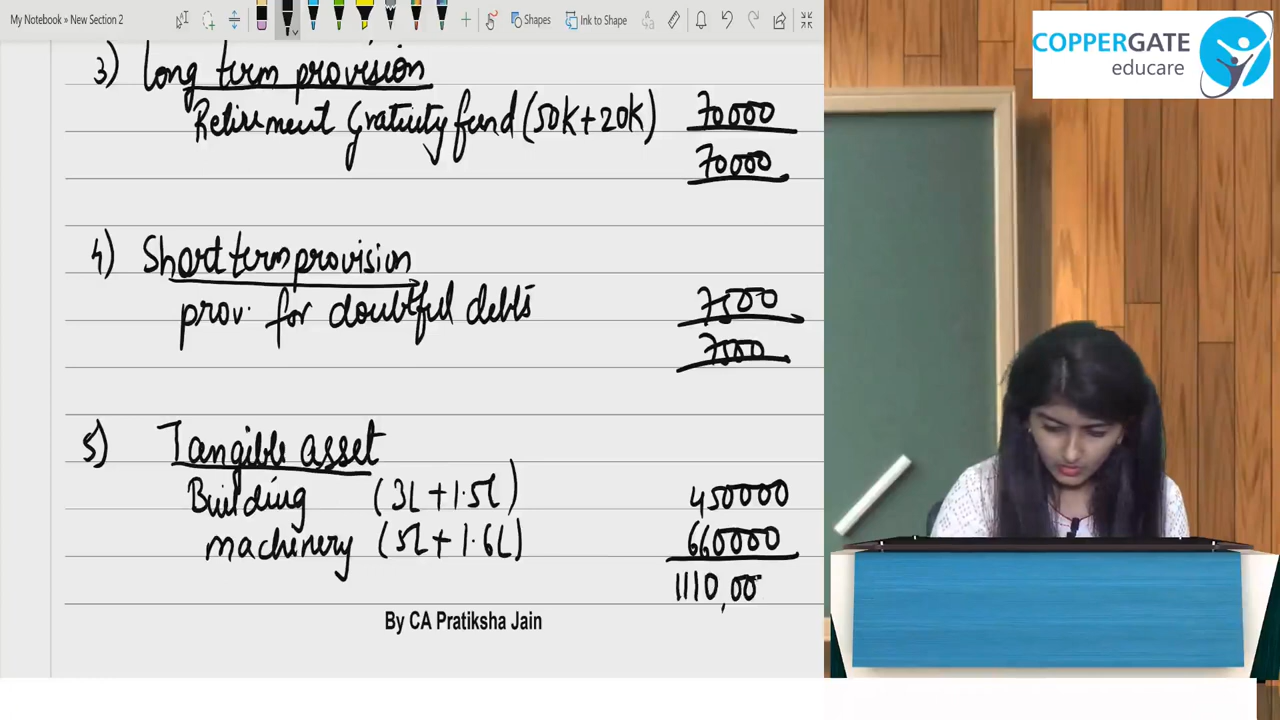 My Notebook » New Section 2
Shapes
Ink to Shape
COPPERGATE
educare
3) Long term provision
Retirement Gratuity fund (50K+20K) 70000
70000
4) Short term provision
prov. for doubtful debts 7500
7500
5) Tangible asset
Building (3L+1.5L) 450000
machinery (5L+1.6L) 660000
1110,00
By CA Pratiksha Jain